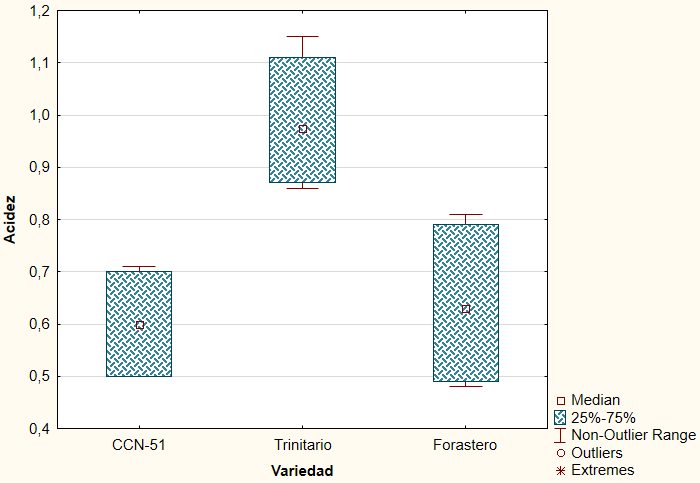 1,2
1,1
1,0
0,9
0,8
0,7
0,6
0,5
0,4
Acidez
CCN-51 Trinitario Forastero
Variedad
Median
25%-75%
Non-Outlier Range
Outliers
Extremes